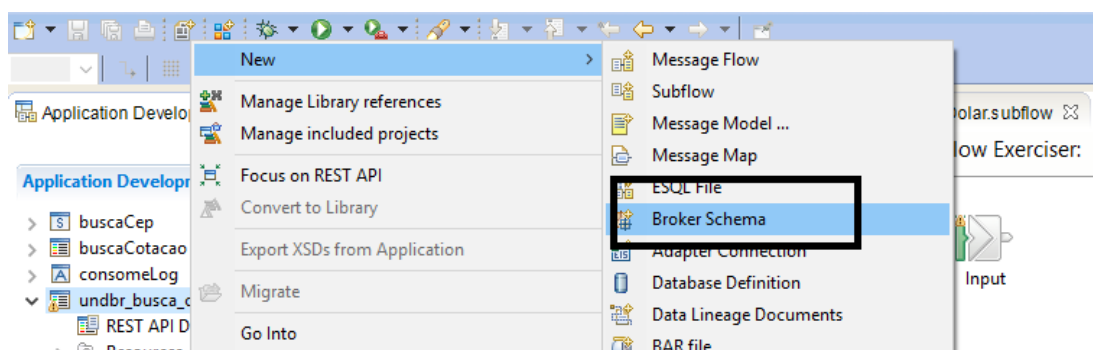 New
Message Flow
Subflow
Manage Library references
Message Model ...
Manage included projects
Message Map
Focus on REST API
ESQL File
Convert to Library
Broker Schema
Export XSDs from Application
Adapter Connection
Migrate
Database Definition
Data Lineage Documents
Go Into
BAR file
Application Develo
Application Developr
buscaCep
buscaCotacao
consomeLog
undbr_busca_c
REST API D
olar.subflow
low Exerciser:
Input